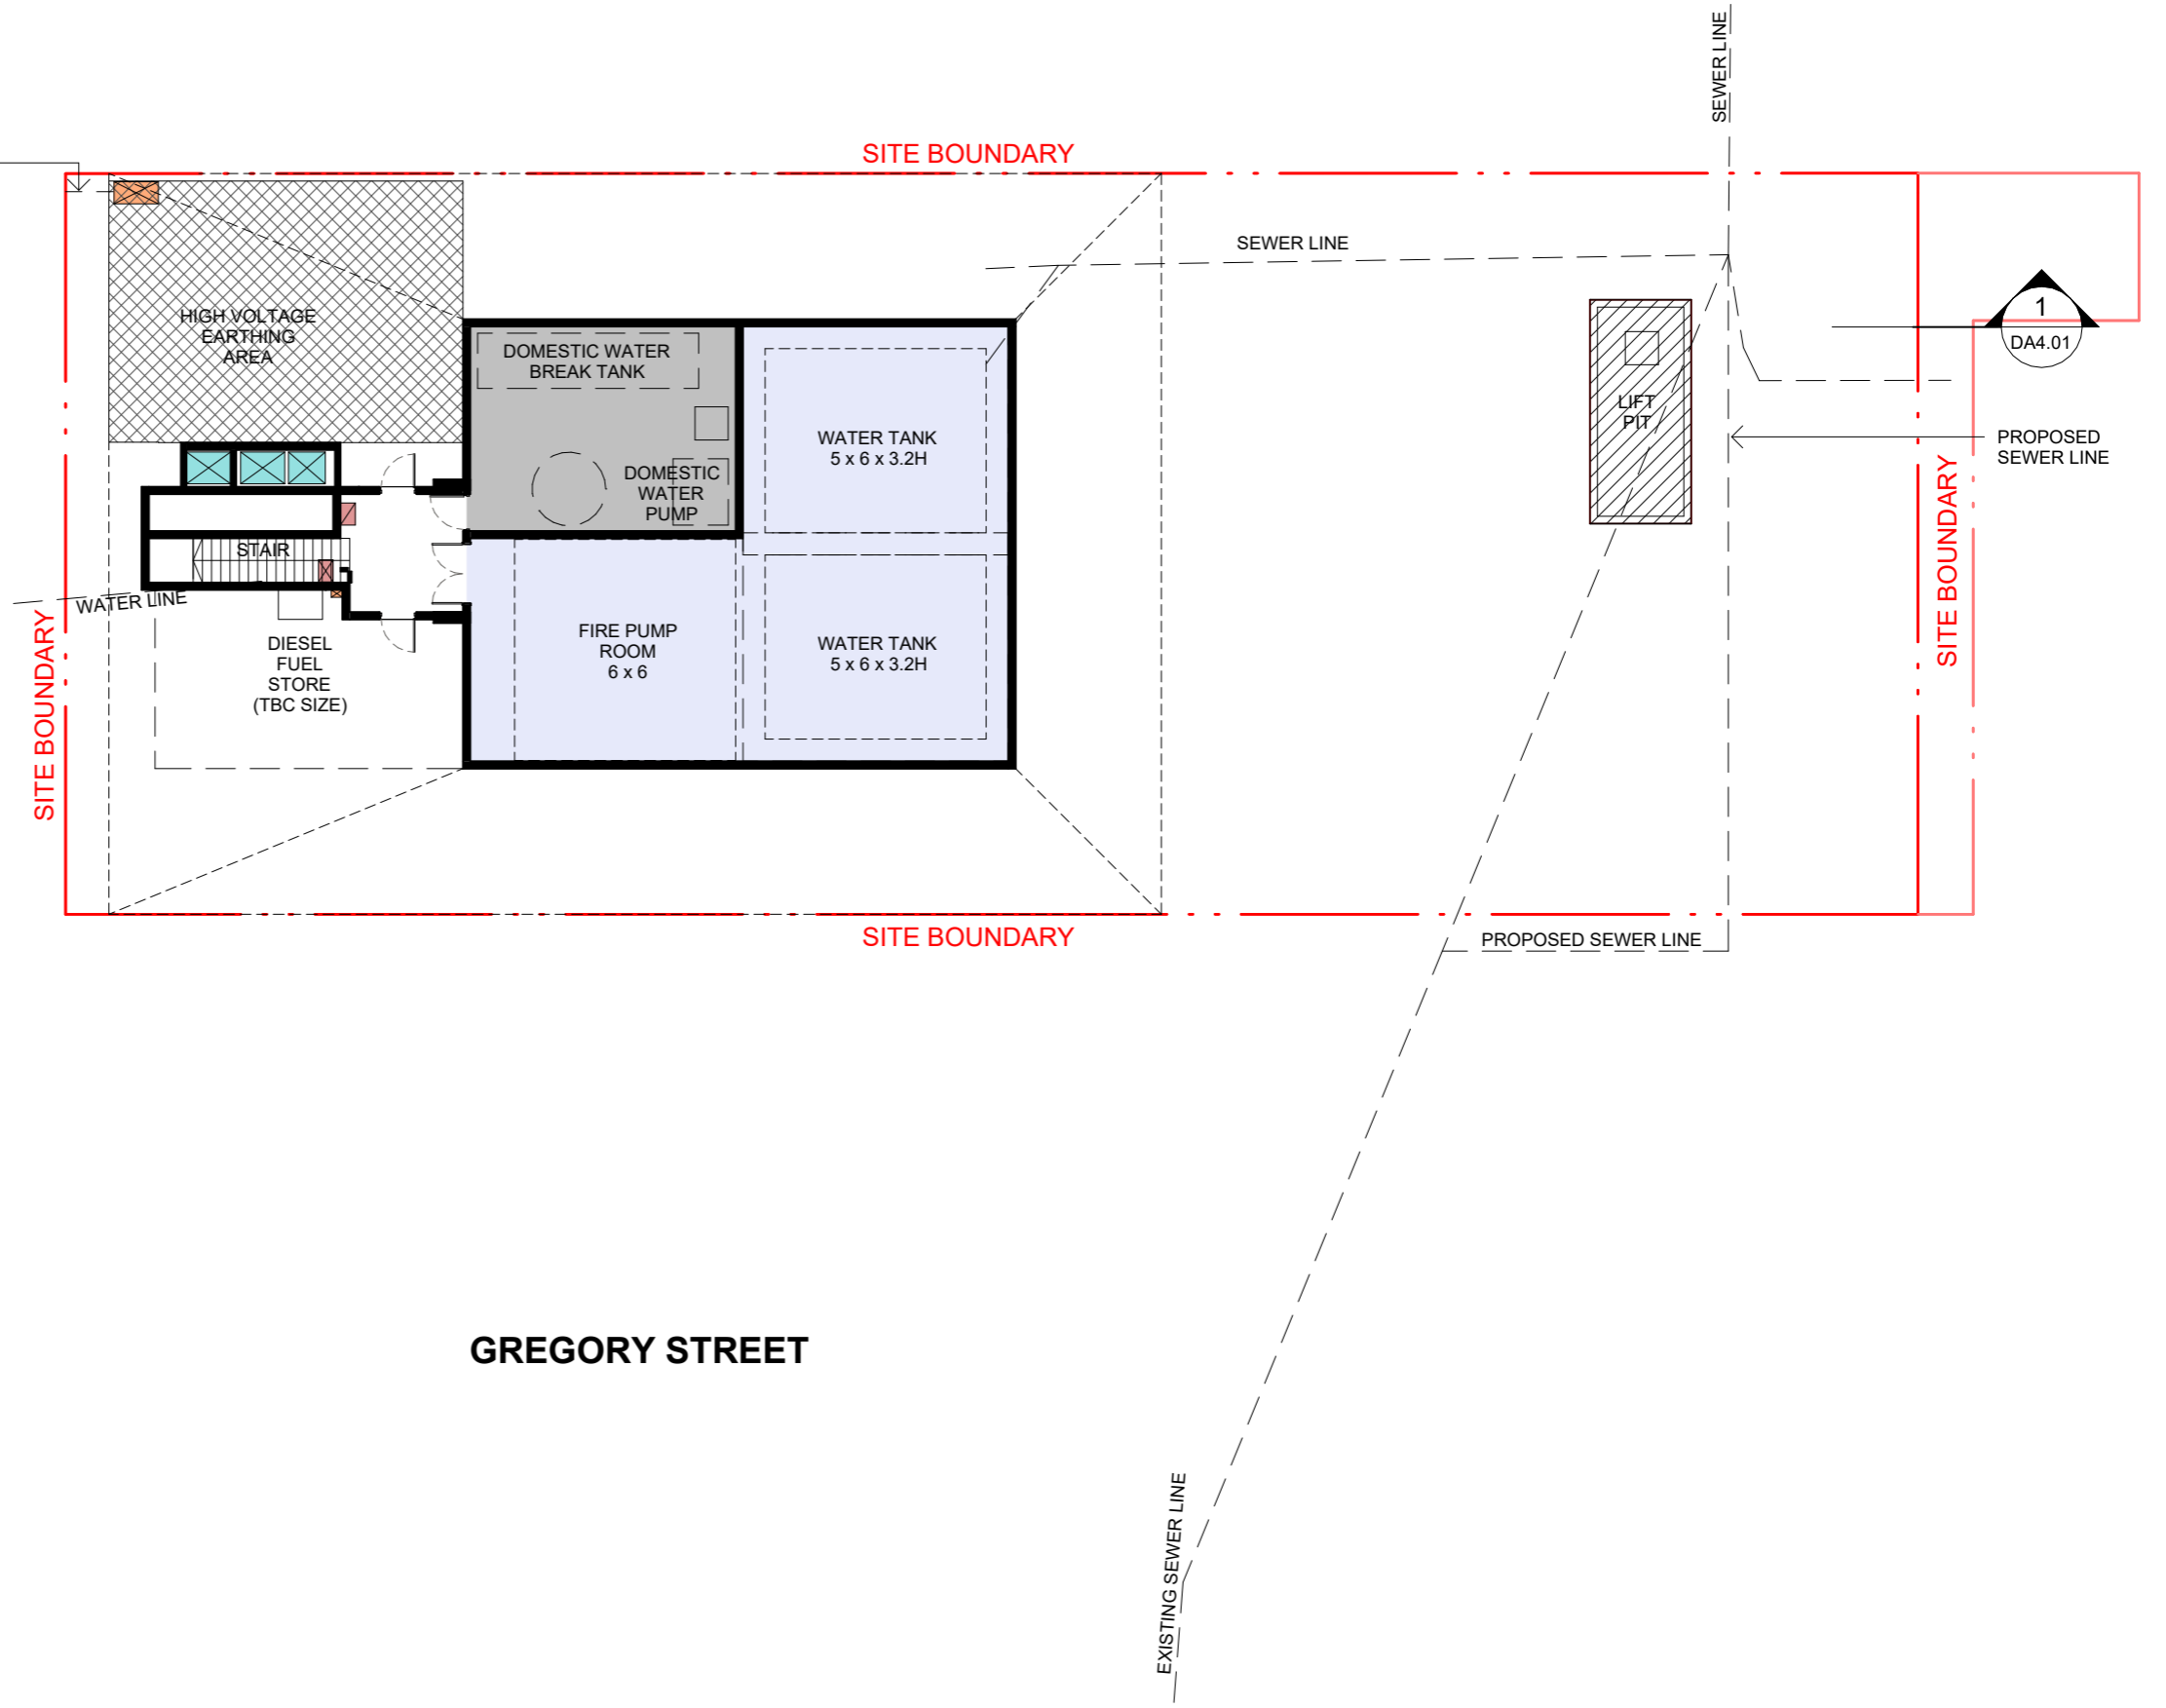 SEWER LINE
SITE BOUNDARY
SEWER LINE
HIGH VOLTAGE
EARTHING
AREA
1
DA4.01
DOMESTIC WATER
BREAK TANK
WATER TANK
5 x 6 x 3.2H
LIFT
PIT
PROPOSED
SEWER LINE
DOMESTIC
WATER
PUMP
STAIR
WATER LINE
SITE BOUNDARY
DIESEL
FUEL
STORE
(TBC SIZE)
FIRE PUMP
ROOM
6 x 6
WATER TANK
5 x 6 x 3.2H
SITE BOUNDARY
SITE BOUNDARY
PROPOSED SEWER LINE
GREGORY STREET
EXISTING SEWER LINE